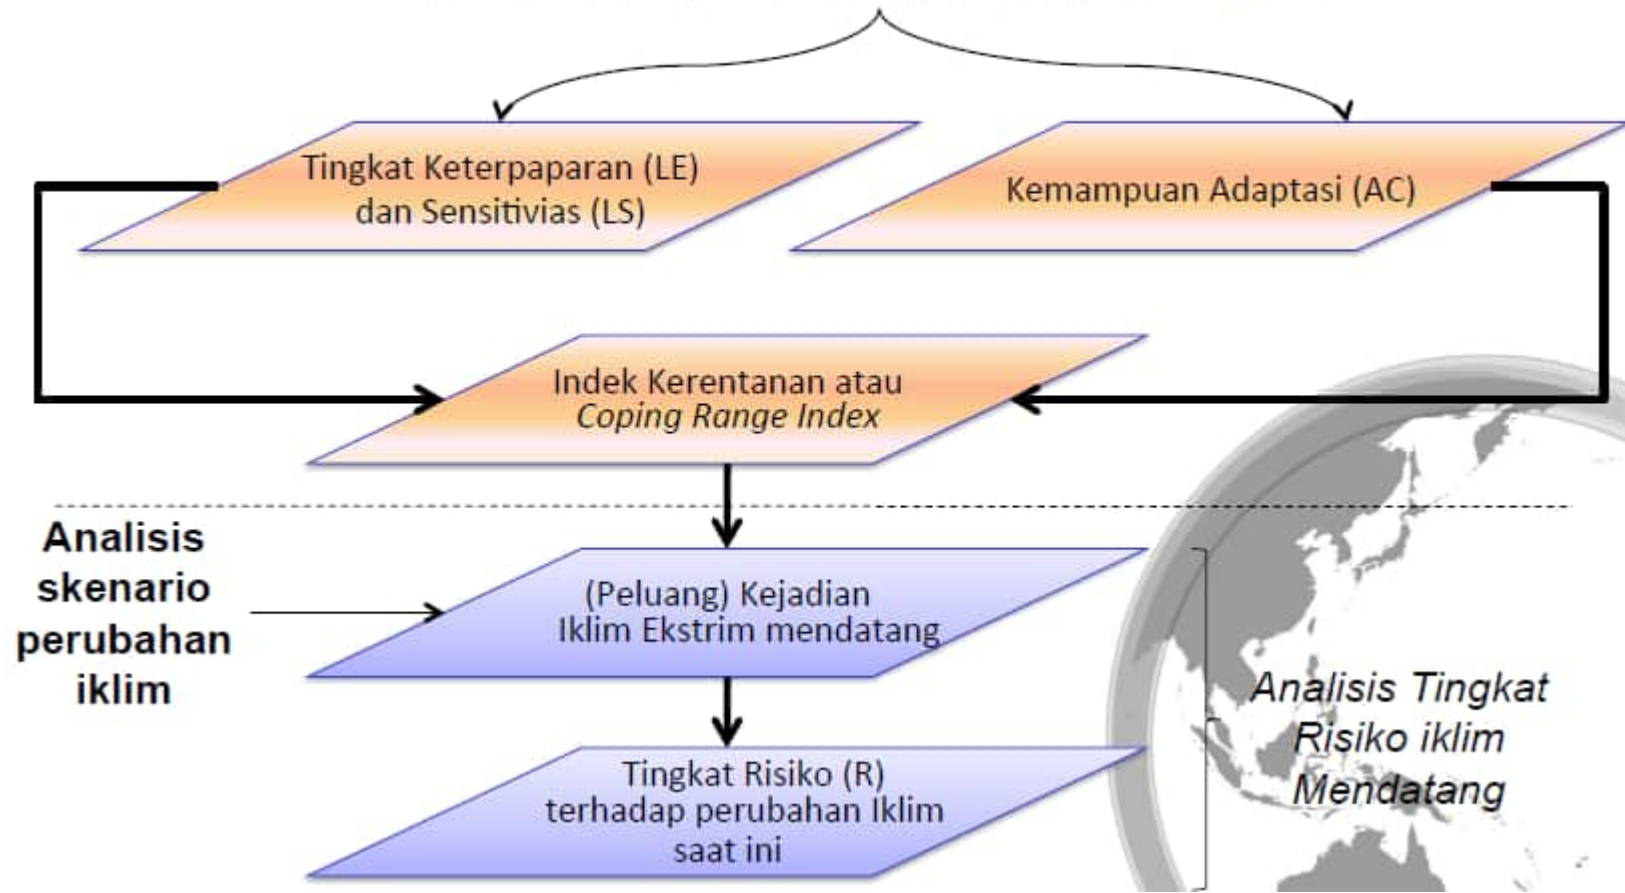 Tingkat Keterpaparan (LE)
dan Sensitivias (LS)
Kemampuan Adaptasi (AC)
Indek Kerentanan atau
Coping Range Index
Analisis
skenario
perubahan
iklim
(Peluang) Kejadian
Iklim Ekstrim mendatang
Analisis Tingkat
Risiko iklim
Mendatang
Tingkat Risiko (R)
terhadap perubahan Iklim
saat ini